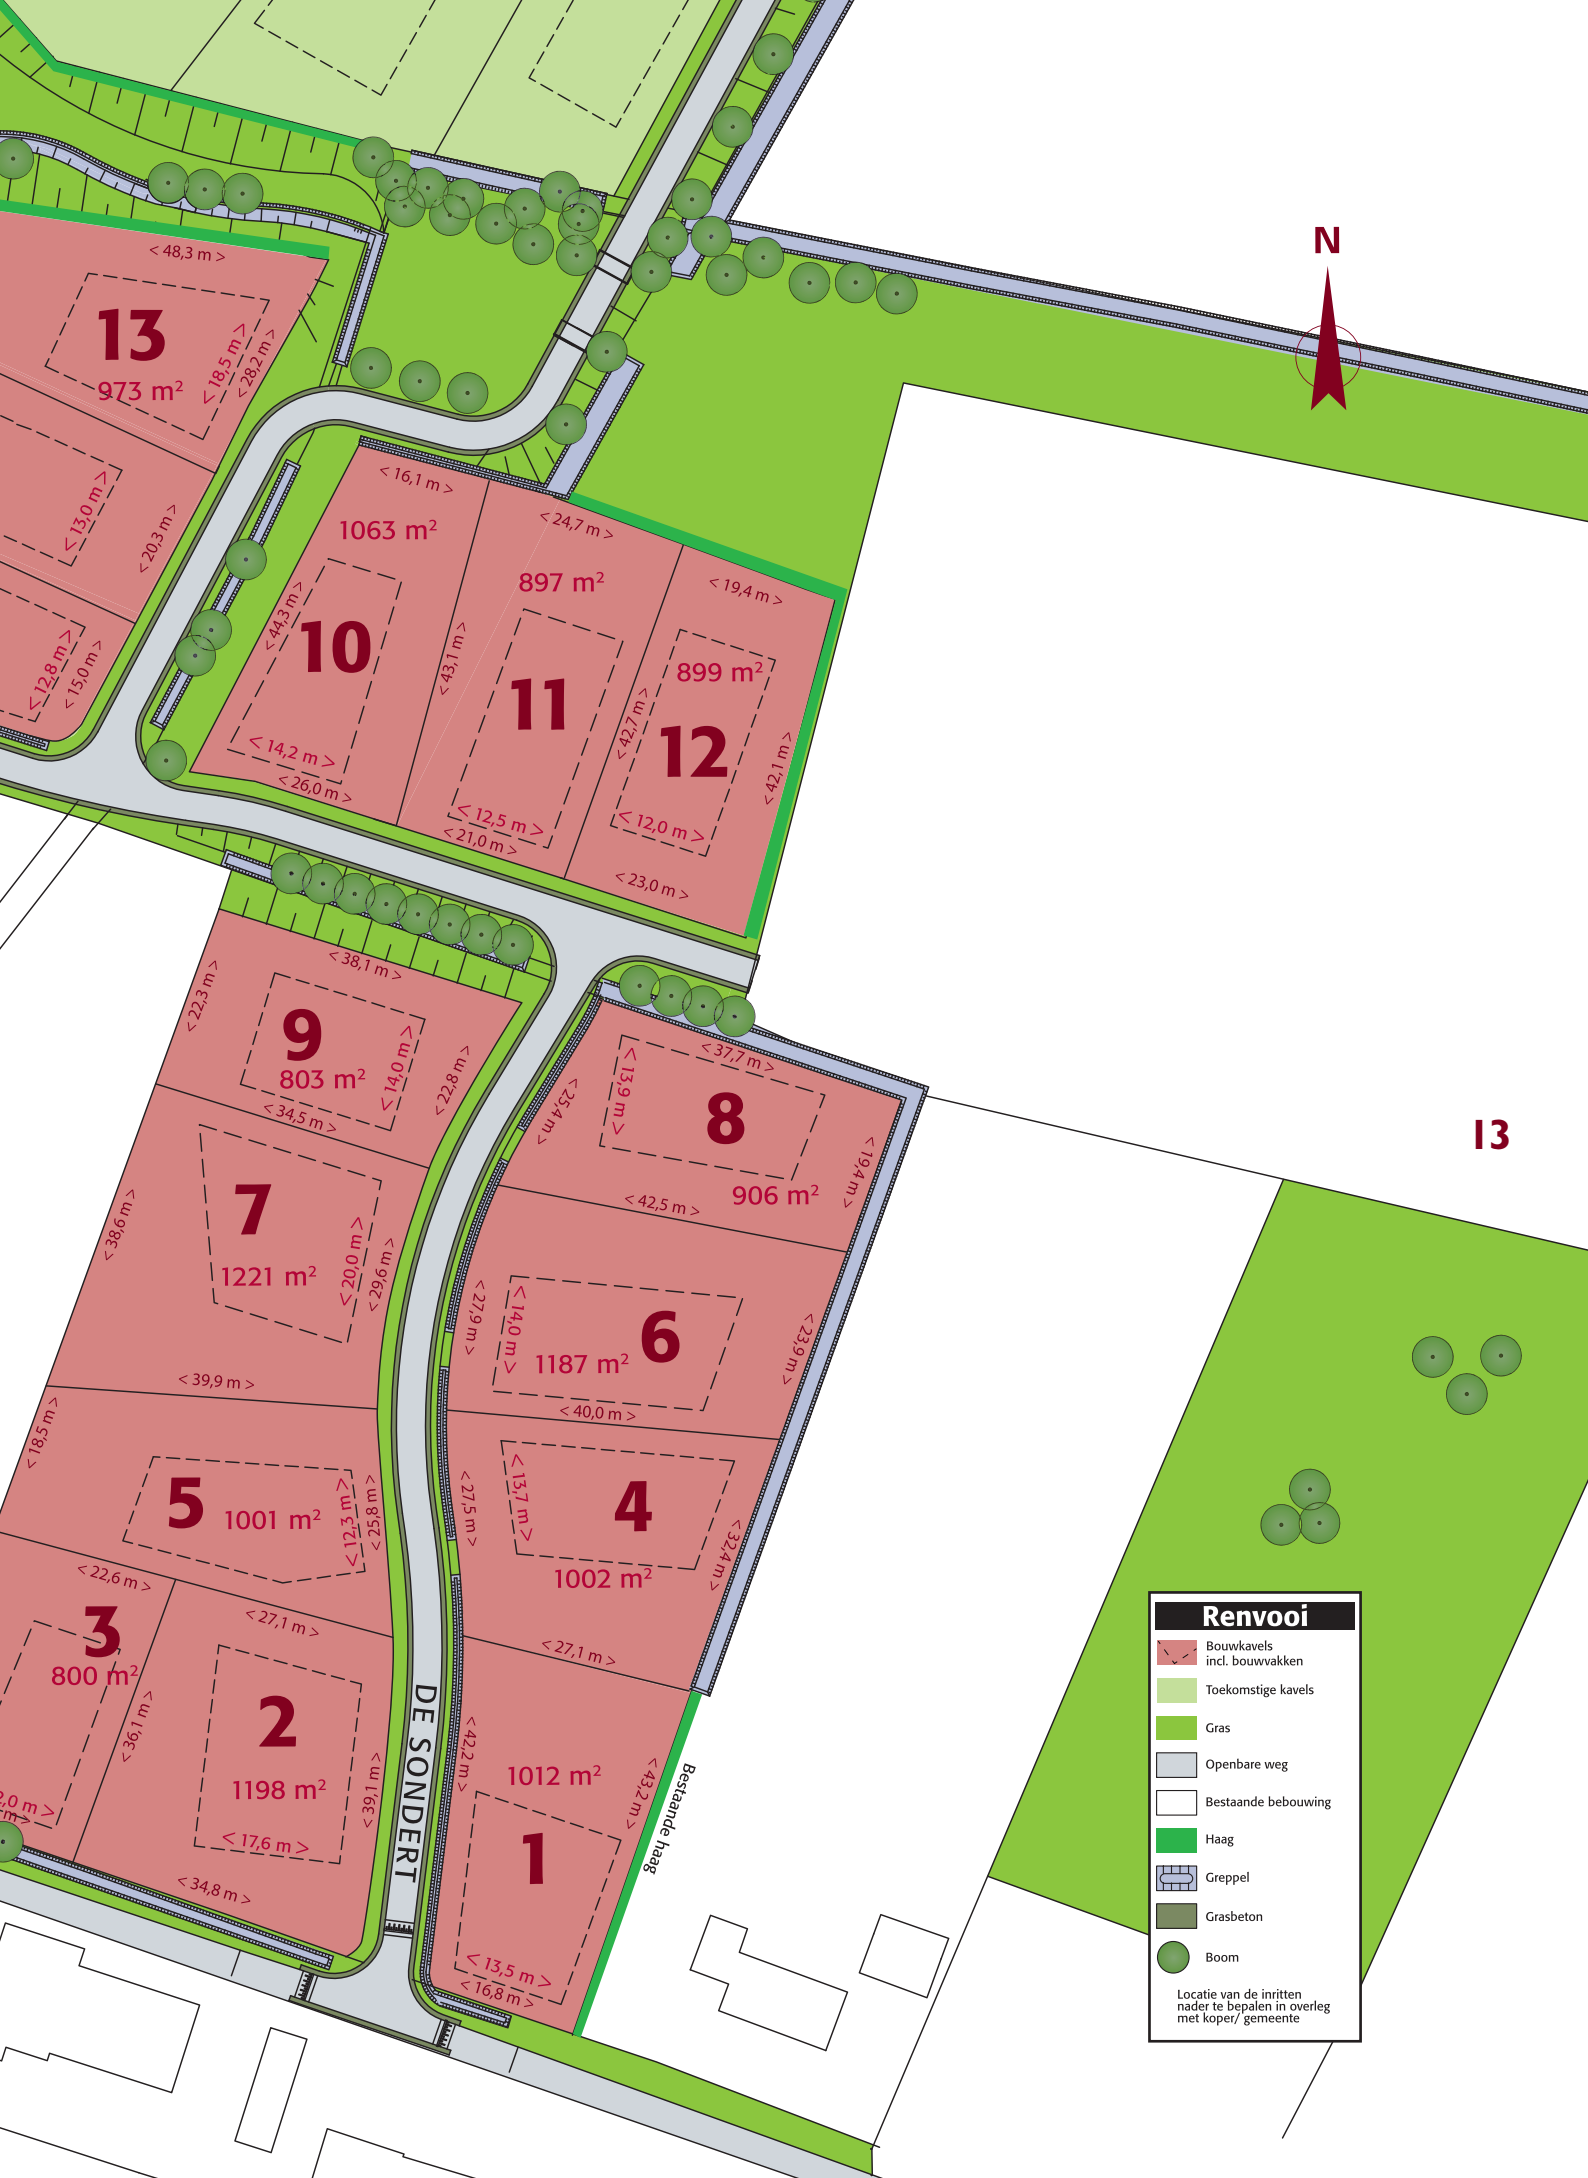 N
< 48,3 m >
13
973 m²
< 18,5 m >
< 28,2 m >
< 13,0 m >
< 20,3 m >
< 12,8 m >
< 15,0 m >
< 16,1 m >
1063 m²
< 44,3 m >
10
< 43,1 m >
< 14,2 m >
< 26,0 m >
< 24,7 m >
897 m²
11
< 42,7 m >
< 12,5 m >
< 21,0 m >
< 19,4 m >
899 m²
12
< 42,1 m >
< 12,0 m >
< 23,0 m >
< 38,1 m >
< 22,3 m >
9
803 m²
< 14,0 m >
< 22,8 m >
< 34,5 m >
< 37,7 m >
< 13,9 m >
< 25,4 m >
8
906 m²
< 19,4 m >
< 42,5 m >
13
7
1221 m²
< 38,6 m >
< 20,0 m >
< 29,6 m >
< 39,9 m >
< 27,9 m >
< 14,0 m >
1187 m²
6
< 23,9 m >
< 40,0 m >
< 18,5 m >
5
1001 m²
< 12,3 m >
< 25,8 m >
< 27,5 m >
< 13,7 m >
4
1002 m²
< 32,4 m >
< 22,6 m >
< 27,1 m >
< 27,1 m >
3
800 m²
< 36,1 m >
2,0 m >
m >
2
1198 m²
< 17,6 m >
< 39,1 m >
< 34,8 m >
DE SONDERT
< 42,2 m >
1012 m²
1
< 43,2 m >
Bestaande haag
< 13,5 m >
< 16,8 m >
Renvooi
Bouwkavels
incl. bouwvakken
Toekomstige kavels
Gras
Openbare weg
Bestaande bebouwing
Haag
Greppel
Grasbeton
Boom
Locatie van de inritten
nader te bepalen in overleg
met koper/ gemeente